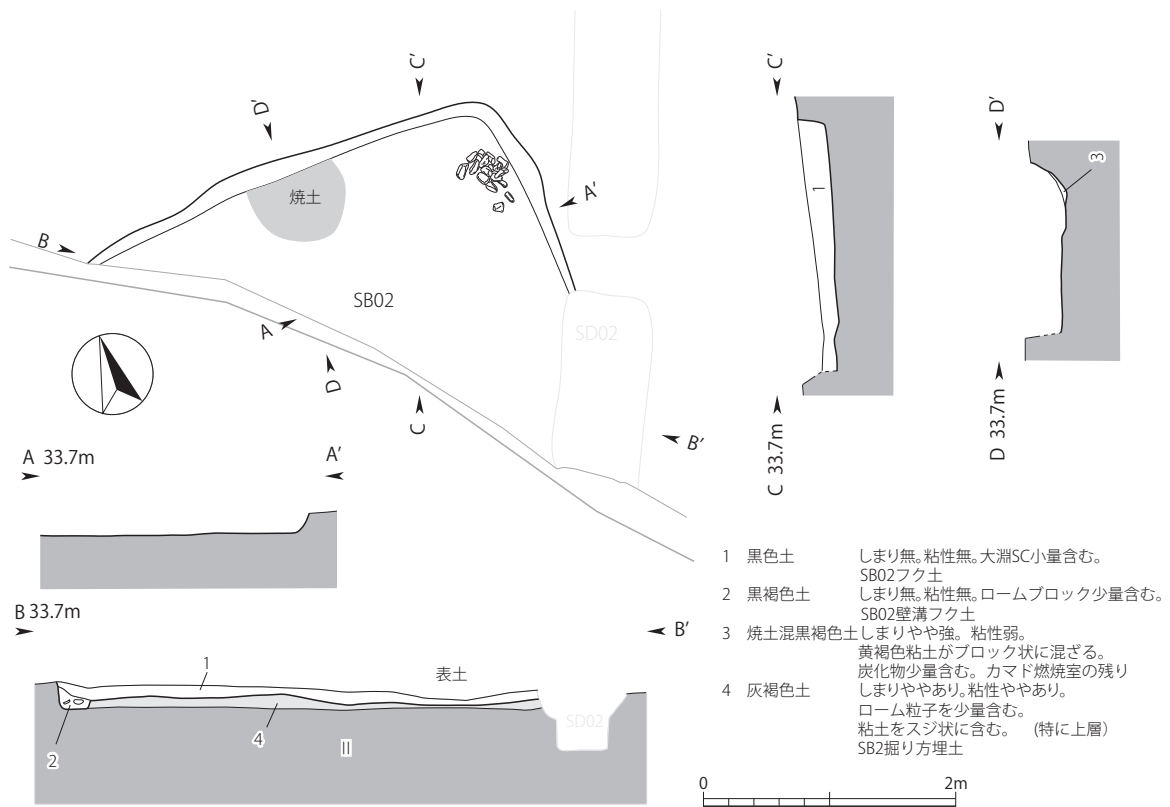 C'
D'
焼土
A'
B
SB02
A
D
C
SD02
B'
C'
1
C 33.7m
D'
3
D 33.7m
A 33.7m
A'
B 33.7m
B'
1
表土
2
4
II
SD02
1 黒色土 しまり無。粘性無。大淵SC小量含む。
SB02フク土
2 黒褐色土 しまり無。粘性無。ロームブロック少量含む。
SB02壁溝フク土
3 焼土混黒褐色土 しまりやや強。粘性弱。
黄褐色粘土がブロック状に混ざる。
炭化物少量含む。カマド燃焼室の残り
4 灰褐色土 しまりややあり。粘性ややあり。
ローム粒子を少量含む。
粘土をスジ状に含む。 (特に上層)
SB2掘り方埋土
0 2m